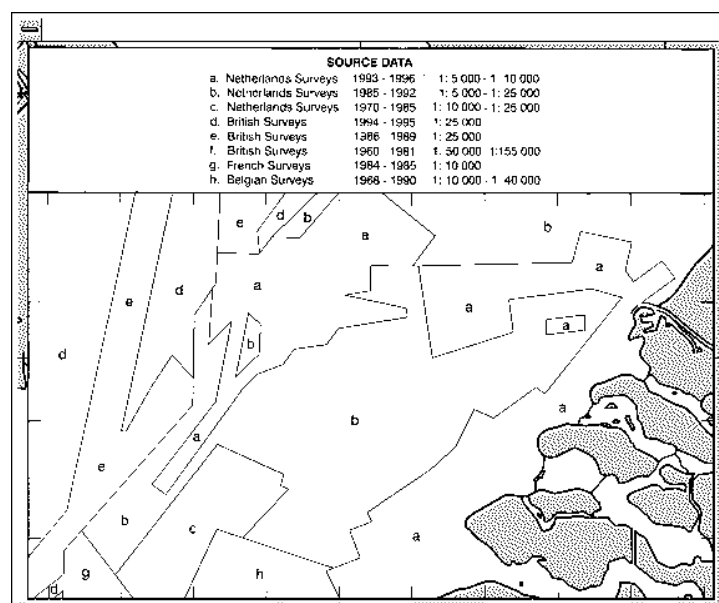 SOURCE DATA
a. Netherlands Surveys 1993 - 1996 1: 5 000 - 1: 10 000
b. Netherlands Surveys 1985 - 1992 1: 5 000 - 1: 25 000
c. Netherlands Surveys 1970 - 1985 1: 10 000 - 1: 25 000
d. British Surveys 1994 - 1995 1: 25 000
e. British Surveys 1986 - 1989 1: 25 000
f. British Surveys 1960 - 1981 1: 50 000 1:155 000
g. French Surveys 1984 - 1985 1: 10 000
h. Belgian Surveys 1968 - 1990 1: 10 000 - 1: 40 000
e d b a b
e d a a
d a a
b
b a
a
e
b c a
g h
d